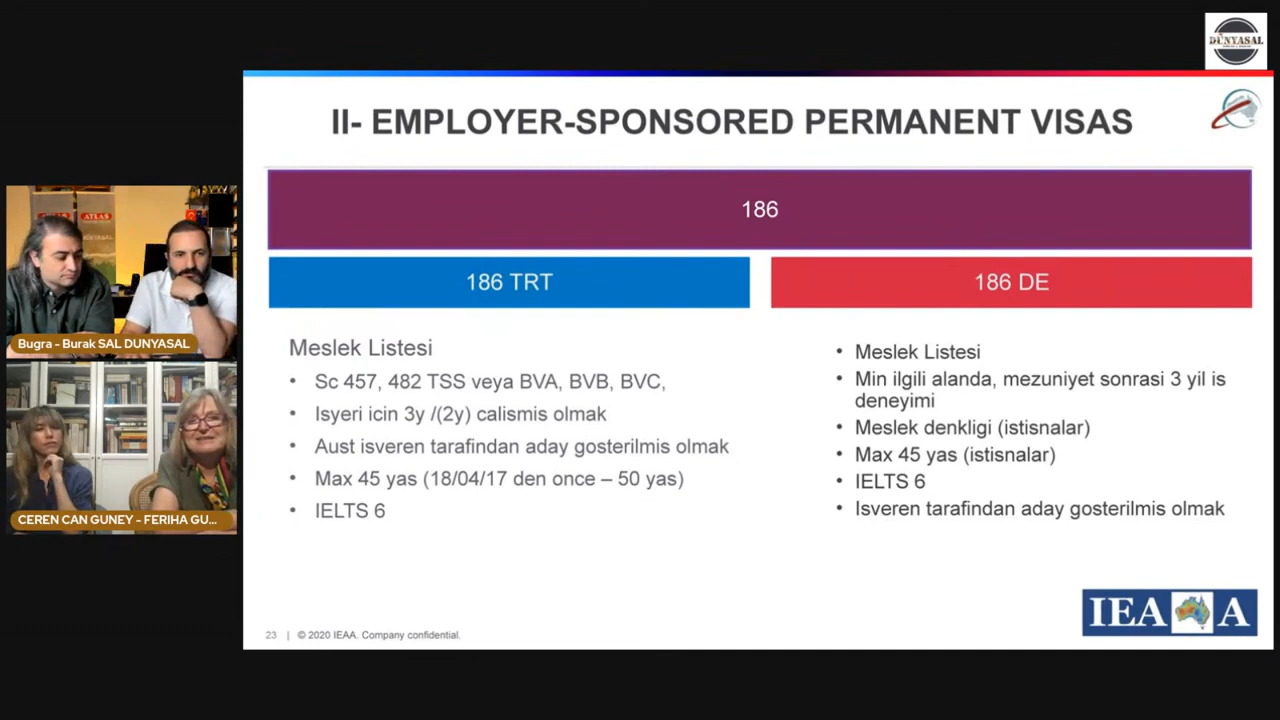 DÜNYASAL
II- EMPLOYER-SPONSORED PERMANENT VISAS
186
186 TRT
186 DE
Meslek Listesi
• Sc 457, 482 TSS veya BVA, BVB, BVC,
• Isyeri icin 3y /(2y) calismis olmak
• Aust isveren tarafindan aday gosterilmis olmak
• Max 45 yas (18/04/17 den once – 50 yas)
• IELTS 6
• Meslek Listesi
• Min ilgili alanda, mezuniyet sonrasi 3 yil is
deneyimi
• Meslek denkligi (istisnalar)
• Max 45 yas (istisnalar)
• IELTS 6
• Isveren tarafindan aday gosterilmis olmak
ATLAS
ATLAS
Bugra - Burak SAL DUNYASAL
CEREN CAN GUNEY - FERIHA GU...
IEAA
23 | © 2020 IEAA. Company confidential.